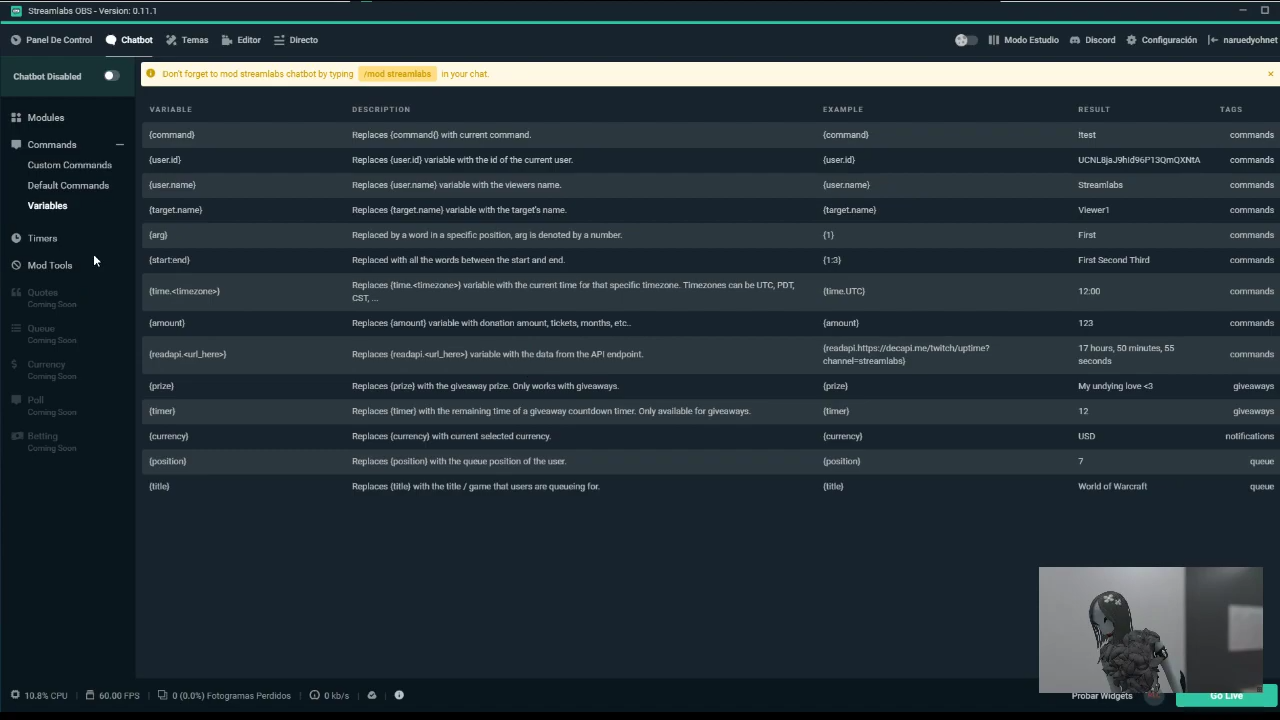 Streamlabs OBS - Version: 0.11.1
Panel De Control Chatbot Temas Editor Directo Modo Estudio Discord Configuración naruedyohnet
Chatbot Disabled
Don't forget to mod streamlabs chatbot by typing /mod streamlabs in your chat.
Modules
Commands
Custom Commands
Default Commands
Variables
Timers
Mod Tools
Quotes
Coming Soon
Queue
Coming Soon
Currency
Coming Soon
Poll
Coming Soon
Betting
Coming Soon
VARIABLE DESCRIPTION EXAMPLE RESULT TAGS
{command} Replaces {command{} with current command. {command} !test commands
{user.id} Replaces {user.id} variable with the id of the current user. {user.id} UCNL8jaJ9hId96P13QmQXNtA commands
{user.name} Replaces {user.name} variable with the viewers name. {user.name} Streamlabs commands
{target.name} Replaces {target.name} variable with the target's name. {target.name} Viewer1 commands
{arg} Replaced by a word in a specific position, arg is denoted by a number. {1} First commands
{start:end} Replaced with all the words between the start and end. {1:3} First Second Third commands
{time.<timezone>} Replaces {time.<timezone>} variable with the current time for that specific timezone. Timezones can be UTC, PDT, {time.UTC} 12:00 commands
CST, ...
{amount} Replaces {amount} variable with donation amount, tickets, months, etc.. {amount} 123 commands
{readapi.<url_here>} Replaces {readapi.<url_here>} variable with the data from the API endpoint. {readapi.https://decapi.me/twitch/uptime? 17 hours, 50 minutes, 55 commands
channel=streamlabs} seconds
{prize} Replaces {prize} with the giveaway prize. Only works with giveaways. {prize} My undying love <3 giveaways
{timer} Replaces {timer} with the remaining time of a giveaway countdown timer. Only available for giveaways. {timer} 12 giveaways
{currency} Replaces {currency} with current selected currency. {currency} USD notifications
{position} Replaces {position} with the queue position of the user. {position} 7 queue
{title} Replaces {title} with the title / game that users are queueing for. {title} World of Warcraft queue
10.8% CPU 60.00 FPS 0 (0.0%) Fotogramas Perdidos 0 kb/s Probar Widgets Go Live